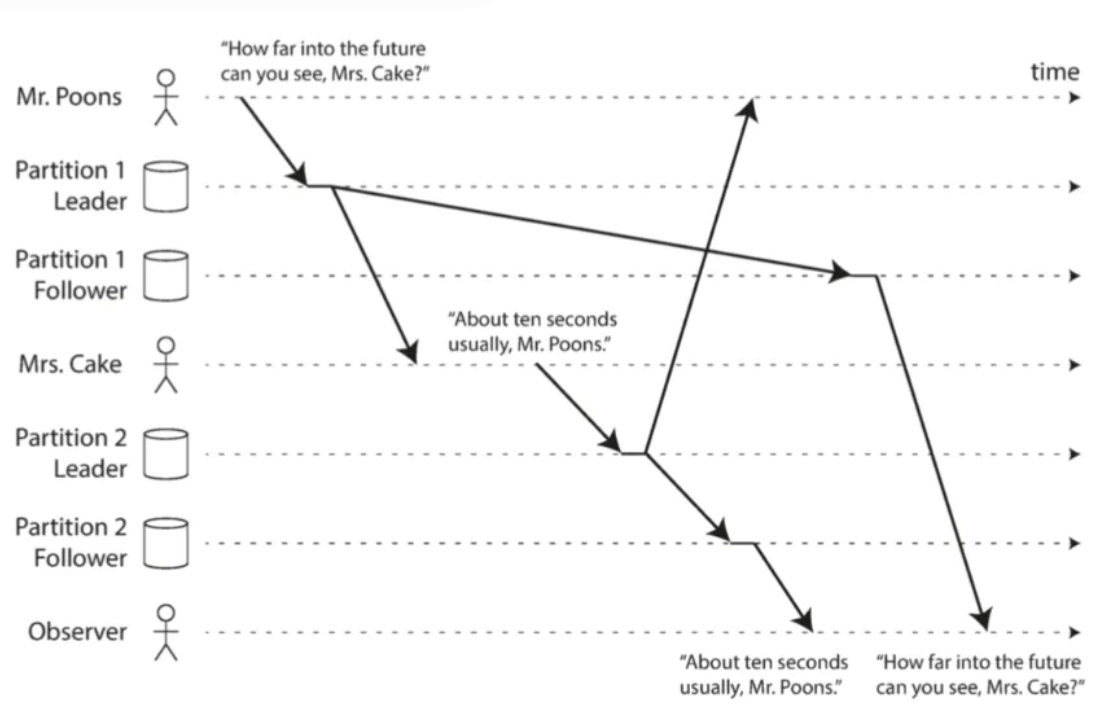 “How far into the future
can you see, Mrs. Cake?”
time
Mr. Poons
Partition 1
Leader
Partition 1
Follower
“About ten seconds
usually, Mr. Poons.”
Mrs. Cake
Partition 2
Leader
Partition 2
Follower
Observer
“About ten seconds
usually, Mr. Poons.”
“How far into the future
can you see, Mrs. Cake?”